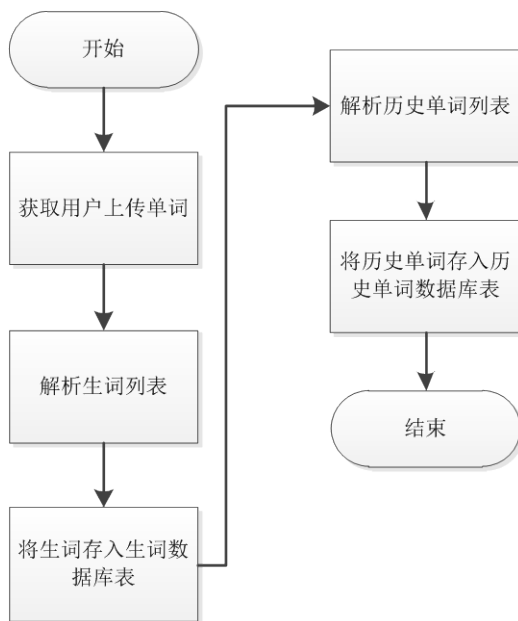 开始
获取用户上传单词
解析生词列表
将生词存入生词数
据库表
解析历史单词列表
将历史单词存入历
史单词数据库表
结束